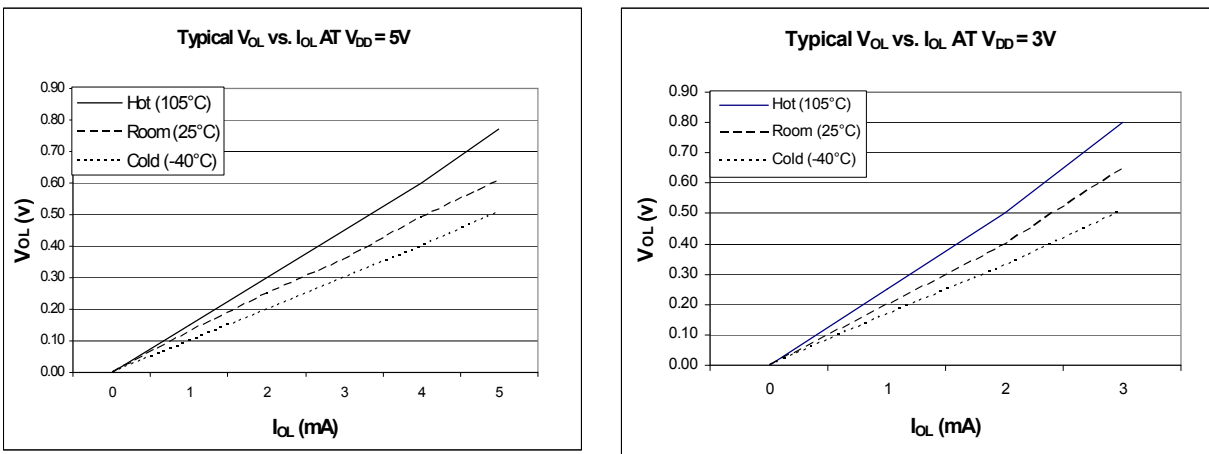 Typical VOL vs. IOL AT VDD = 5V
0.90
0.80
0.70
0.60
0.50
0.40
0.30
0.20
0.10
0.00
VOL (v)
Hot (105°C)
Room (25°C)
Cold (-40°C)
0 1 2 3 4 5
IOL (mA)
Typical VOL vs. IOL AT VDD = 3V
0.90
0.80
0.70
0.60
0.50
0.40
0.30
0.20
0.10
0.00
VOL (v)
Hot (105°C)
Room (25°C)
Cold (-40°C)
0 1 2 3
IOL (mA)